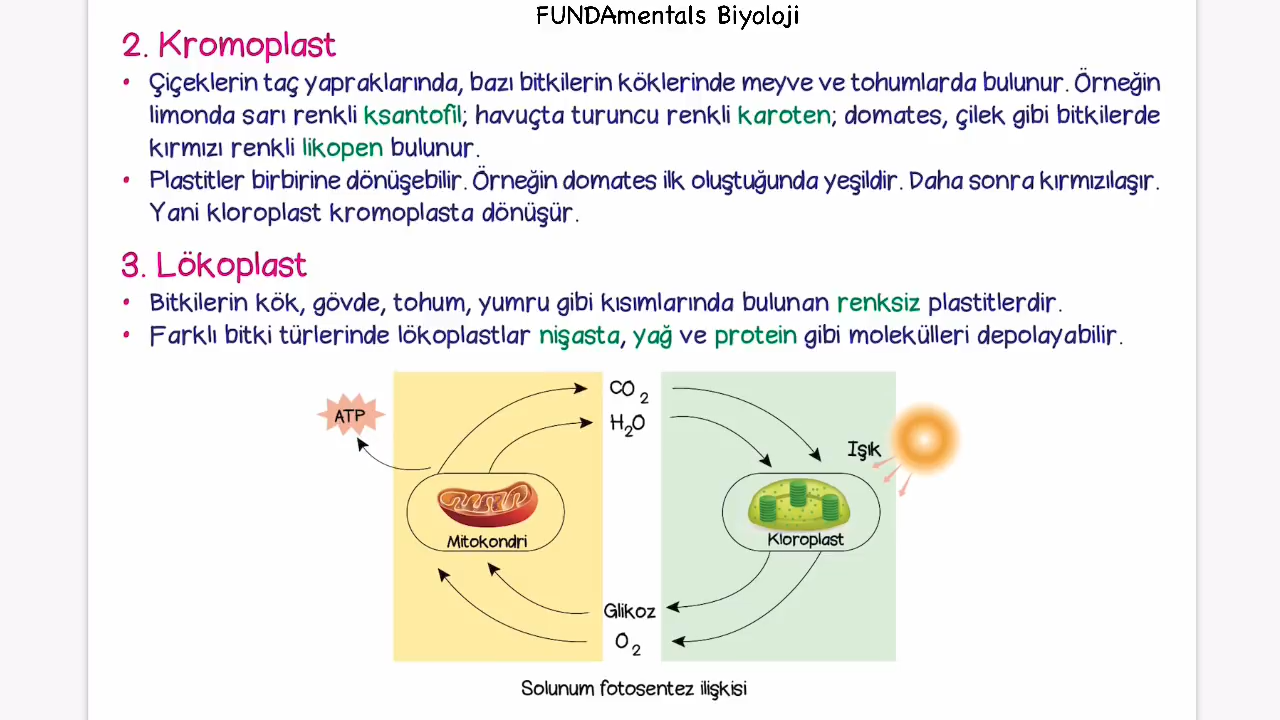 FUNDAmentals Biyoloji
2. Kromoplast
• Çiçeklerin taç yapraklarında, bazı bitkilerin köklerinde meyve ve tohumlarda bulunur. Örneğin
limonda sarı renkli ksantofil; havuçta turuncu renkli karoten; domates, çilek gibi bitkilerde
kırmızı renkli likopen bulunur.
• Plastitler birbirine dönüşebilir. Örneğin domates ilk oluştuğunda yeşildir. Daha sonra kırmızılaşır.
Yani kloroplast kromoplasta dönüşür.
3. Lökoplast
• Bitkilerin kök, gövde, tohum, yumru gibi kısımlarında bulunan renksiz plastitlerdir.
• Farklı bitki türlerinde lökoplastlar nişasta, yağ ve protein gibi molekülleri depolayabilir.
CO2
ATP
H2O
Işık
Mitokondri
Kloroplast
Glikoz
O2
Solunum fotosentez ilişkisi